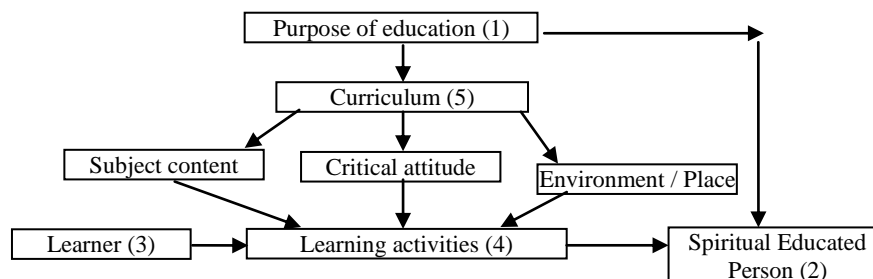 Purpose of education (1)
Curriculum (5)
Subject content
Critical attitude
Environment / Place
Learner (3)
Learning activities (4)
Spiritual Educated
Person (2)